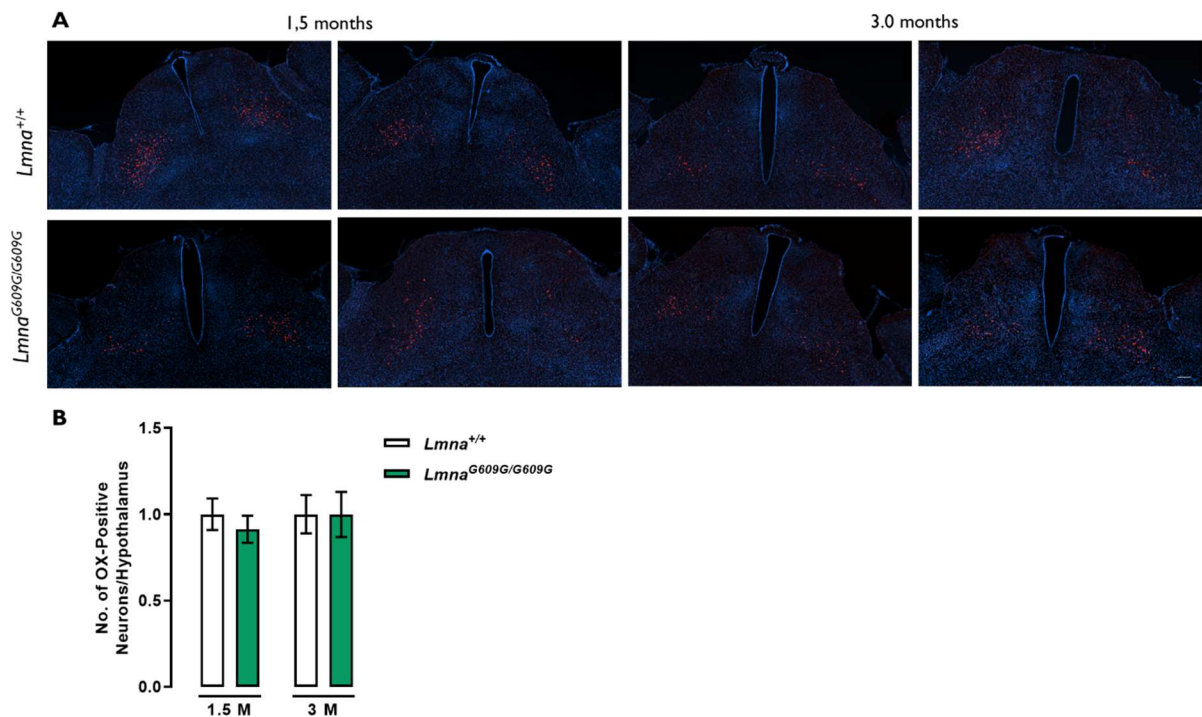 A
1,5 months
3.0 months
Lmna+/+
LmnaG609G/G609G
B
No. of OX-Positive
Neurons/Hypothalamus
1.5
1.0
0.5
0.0
1.5 M
3 M
Lmna+/+
LmnaG609G/G609G